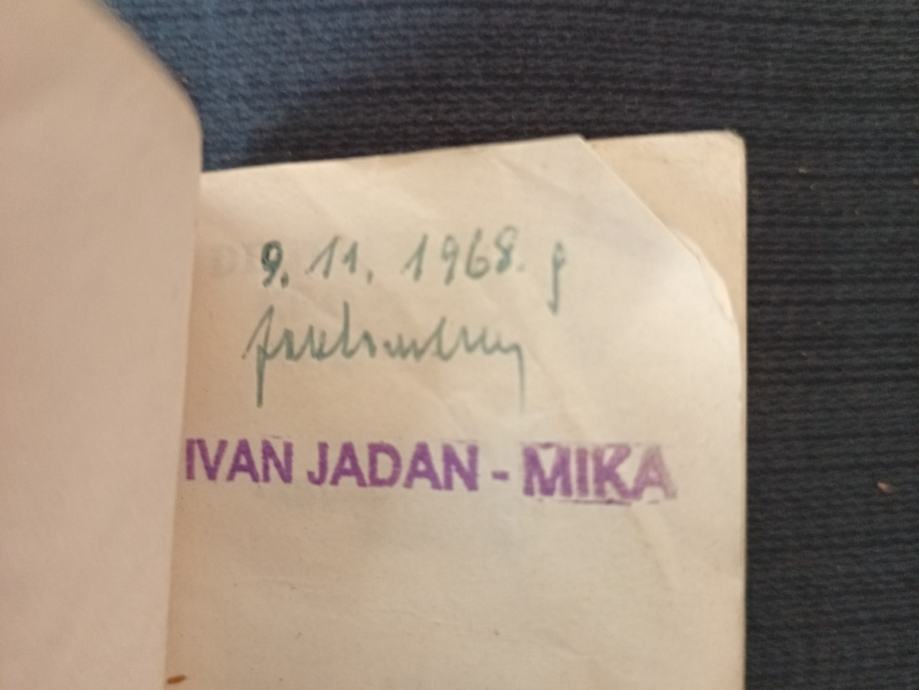 9. 11. 1968. g
IVAN JADAN - MIKA